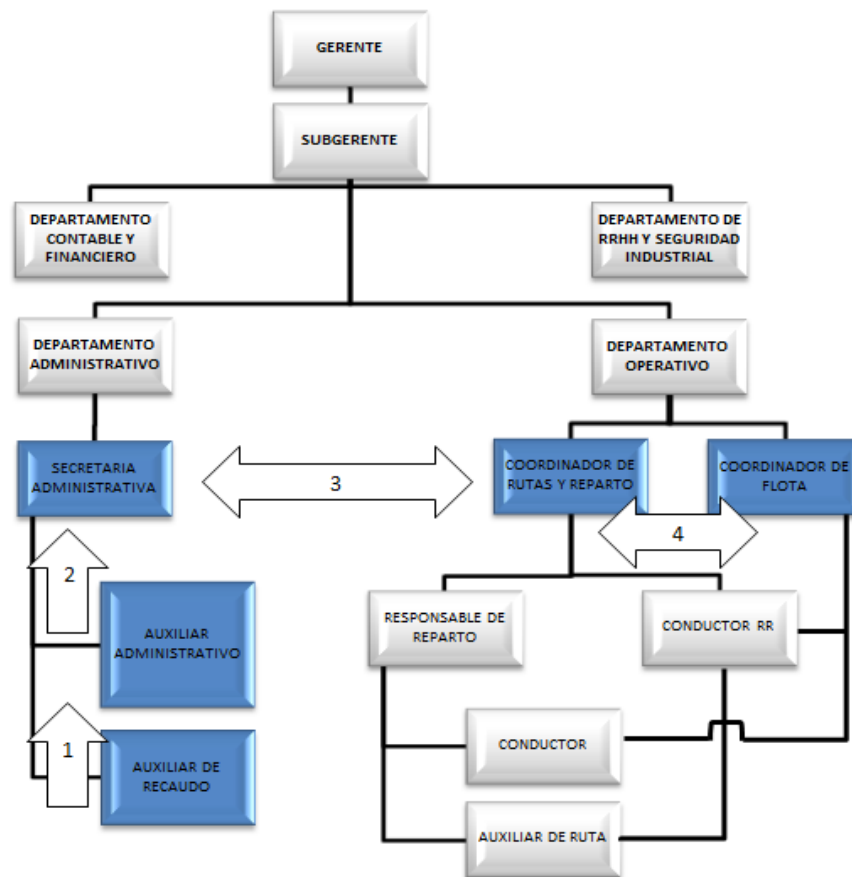 GERENTE
SUBGERENTE
DEPARTAMENTO
CONTABLE Y
FINANCIERO
DEPARTAMENTO DE
RRHH Y SEGURIDAD
INDUSTRIAL
DEPARTAMENTO
ADMINISTRATIVO
DEPARTAMENTO
OPERATIVO
SECRETARIA
ADMINISTRATIVA
3
COORDINADOR DE
RUTAS Y REPARTO
COORDINADOR DE
FLOTA
4
2
AUXILIAR
ADMINISTRATIVO
RESPONSABLE DE
REPARTO
CONDUCTOR RR
1
AUXILIAR DE
RECAUDO
CONDUCTOR
AUXILIAR DE RUTA